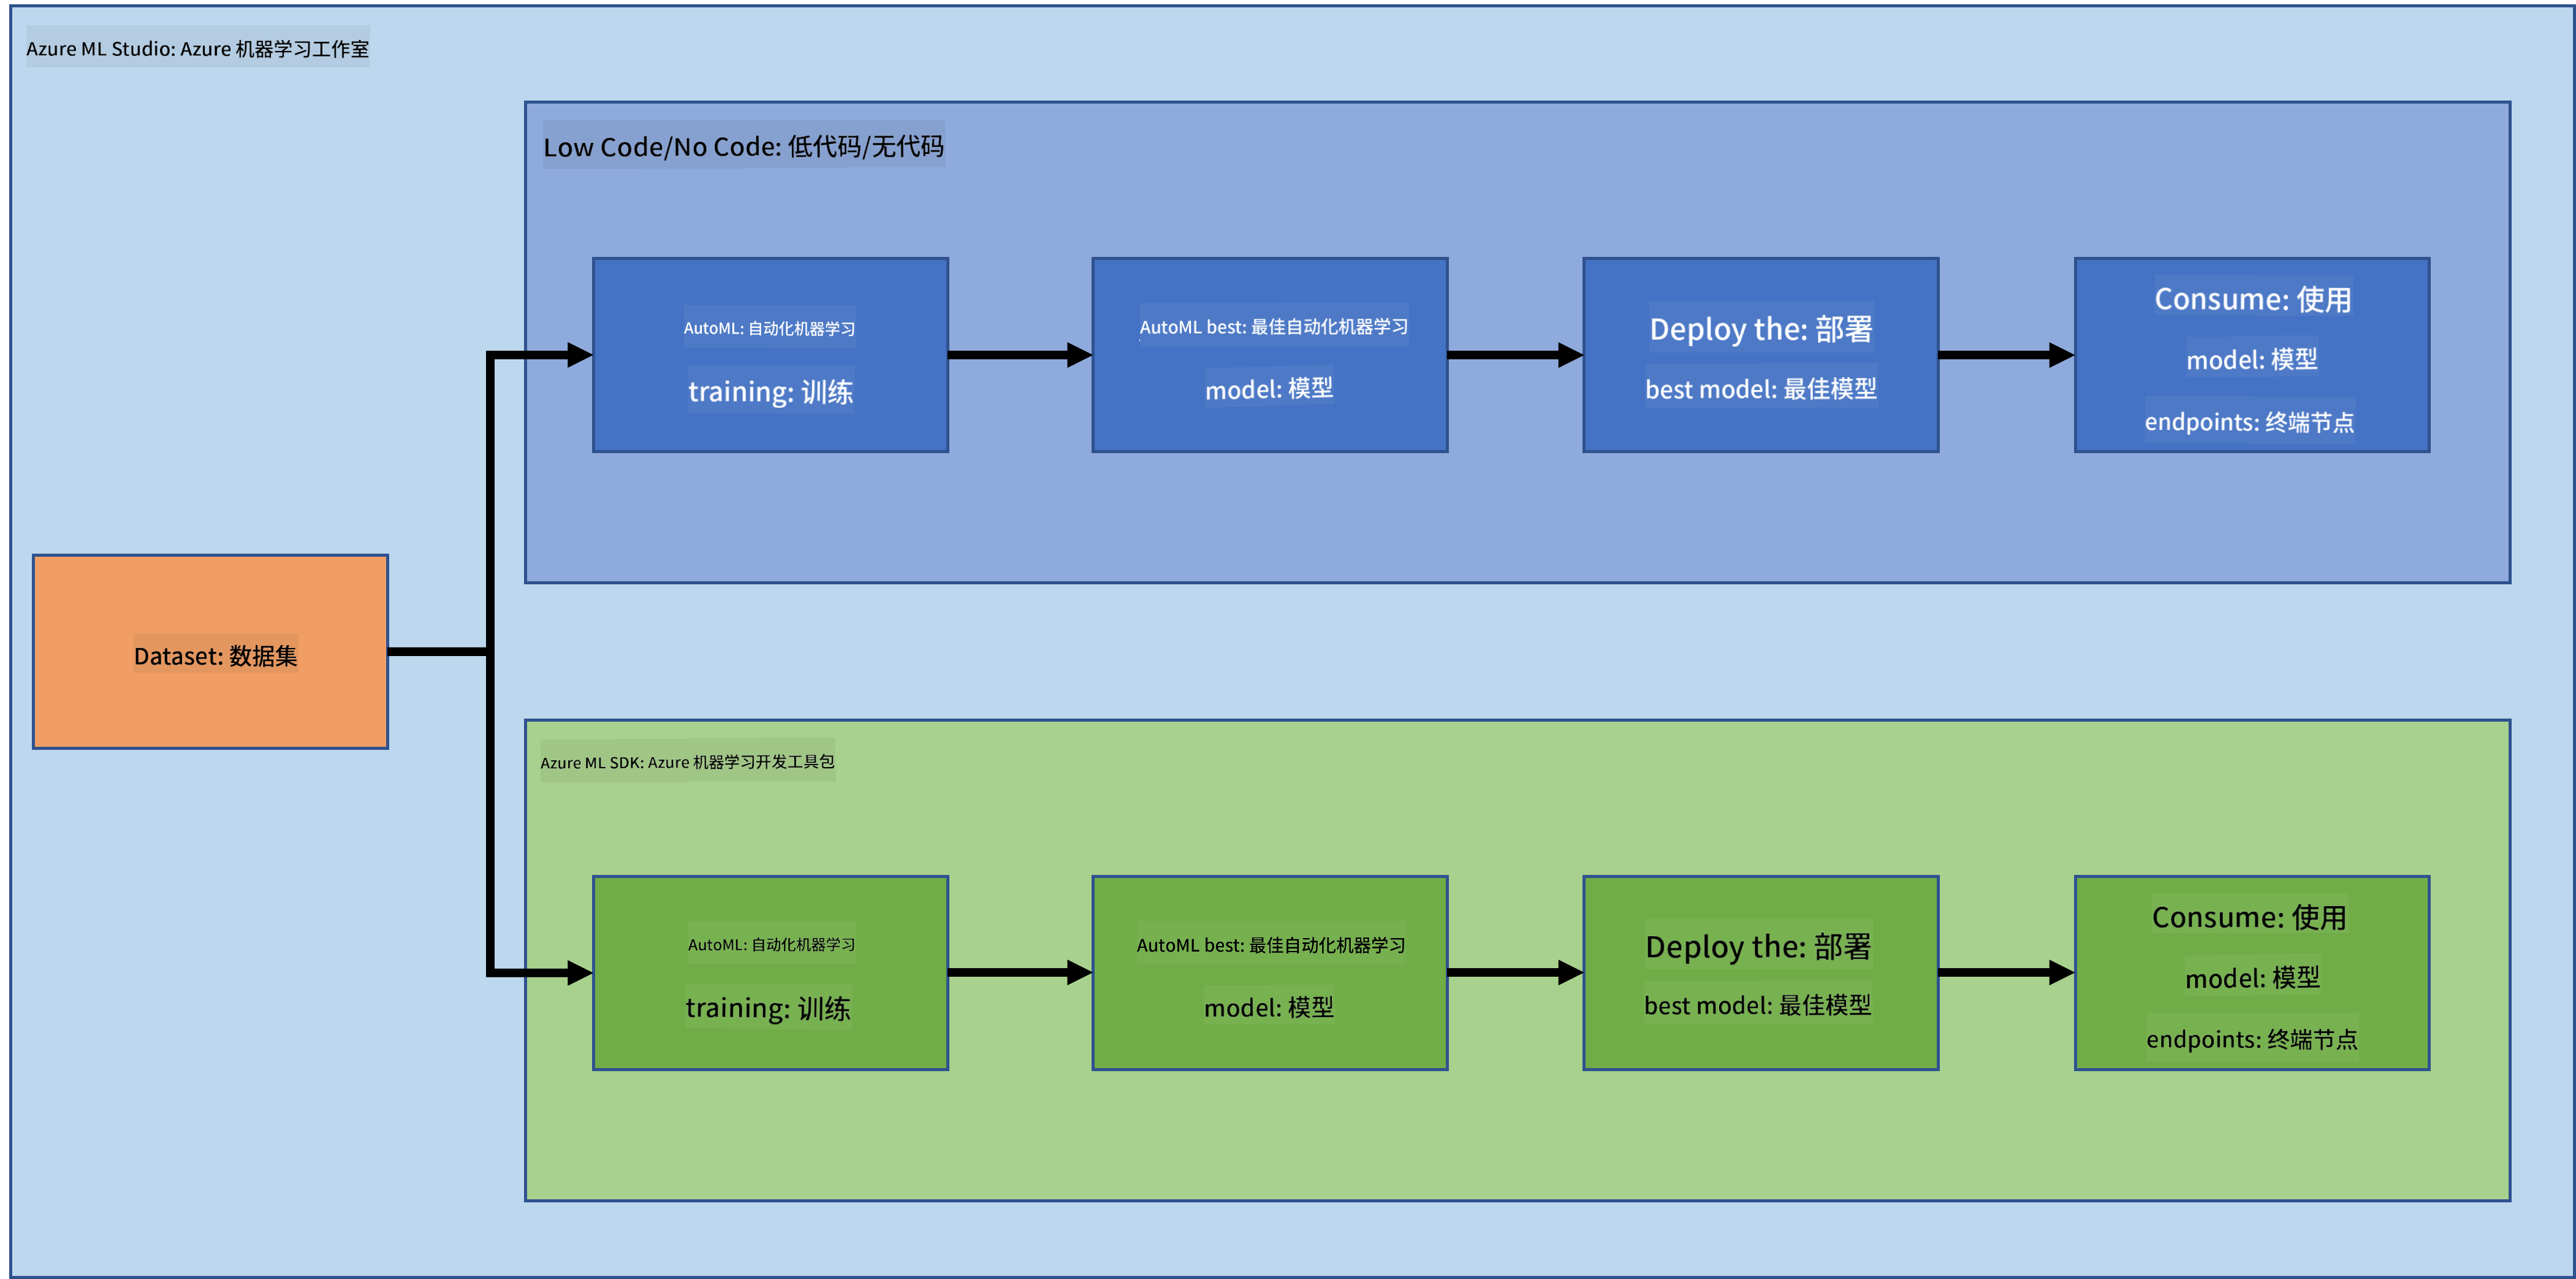 Azure ML Studio: Azure 机器学习工作室
Low Code/No Code: 低代码/无代码
AutoML: 自动化机器学习
training: 训练
AutoML best: 最佳自动化机器学习
model: 模型
Deploy the: 部署
best model: 最佳模型
Consume: 使用
model: 模型
endpoints: 终端节点
Dataset: 数据集
Azure ML SDK: Azure 机器学习开发工具包
AutoML: 自动化机器学习
training: 训练
AutoML best: 最佳自动化机器学习
model: 模型
Deploy the: 部署
best model: 最佳模型
Consume: 使用
model: 模型
endpoints: 终端节点